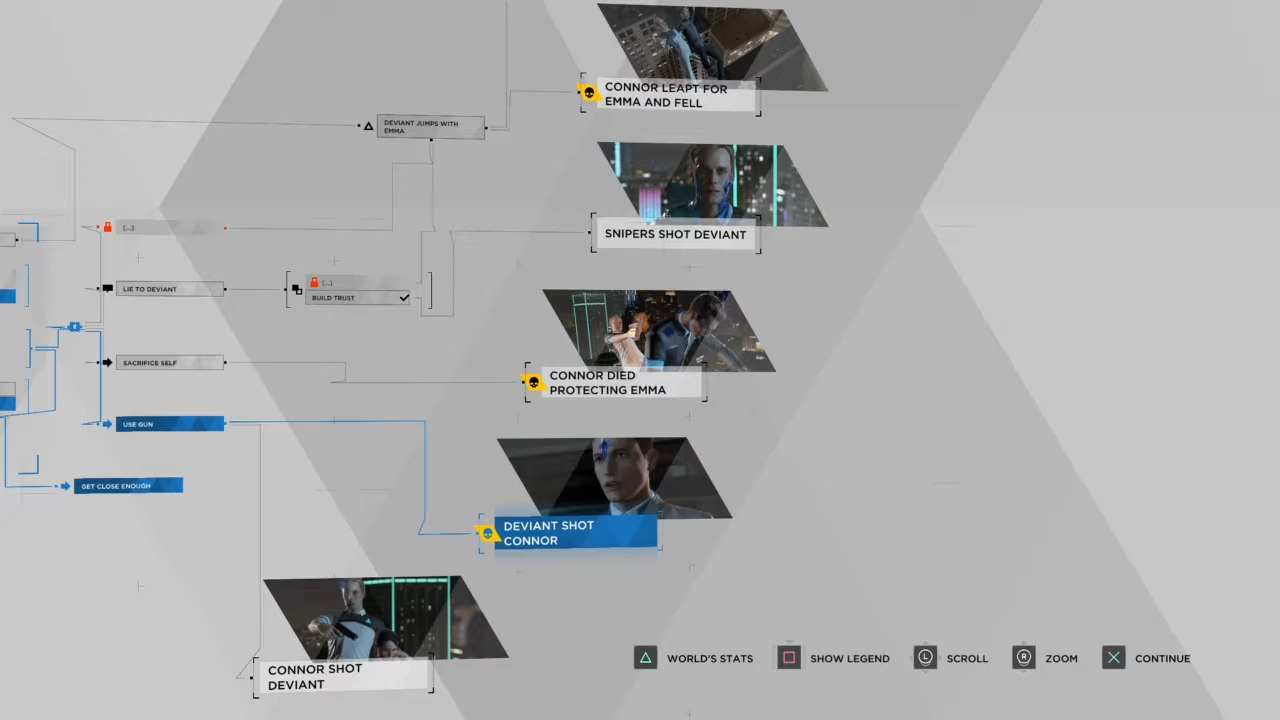 CONNOR LEAPT FOR
EMMA AND FELL
DEVIANT JUMPS WITH
EMMA
SNIPERS SHOT DEVIANT
[...]
LIE TO DEVIANT
[...]
BUILD TRUST
SACRIFICE SELF
CONNOR DIED
PROTECTING EMMA
USE GUN
GET CLOSE ENOUGH
DEVIANT SHOT
CONNOR
CONNOR SHOT
DEVIANT
WORLD'S STATS
SHOW LEGEND
L
SCROLL
R
ZOOM
CONTINUE